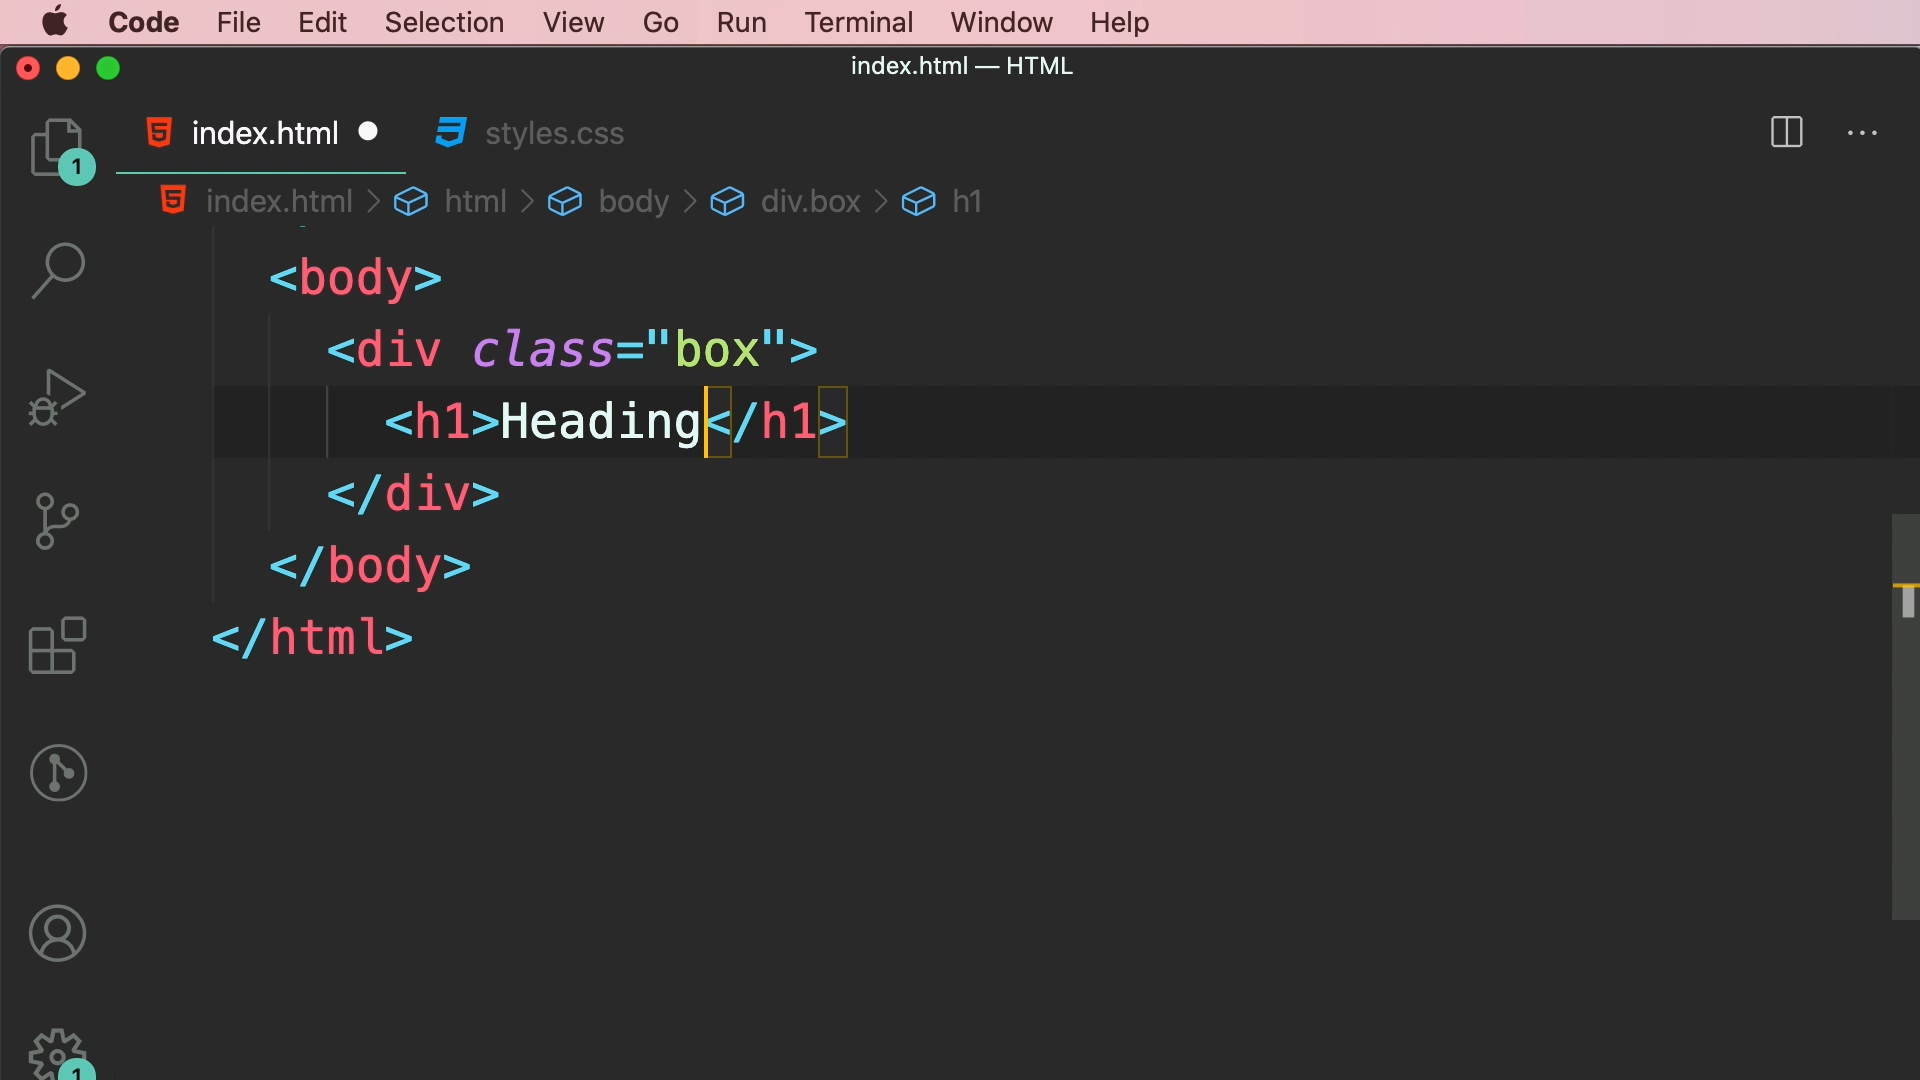 Code File Edit Selection View Go Run Terminal Window Help
index.html — HTML
index.html styles.css
1
index.html > html > body > div.box > h1
<body>
<div class="box">
<h1>Heading</h1>
</div>
</body>
</html>
1